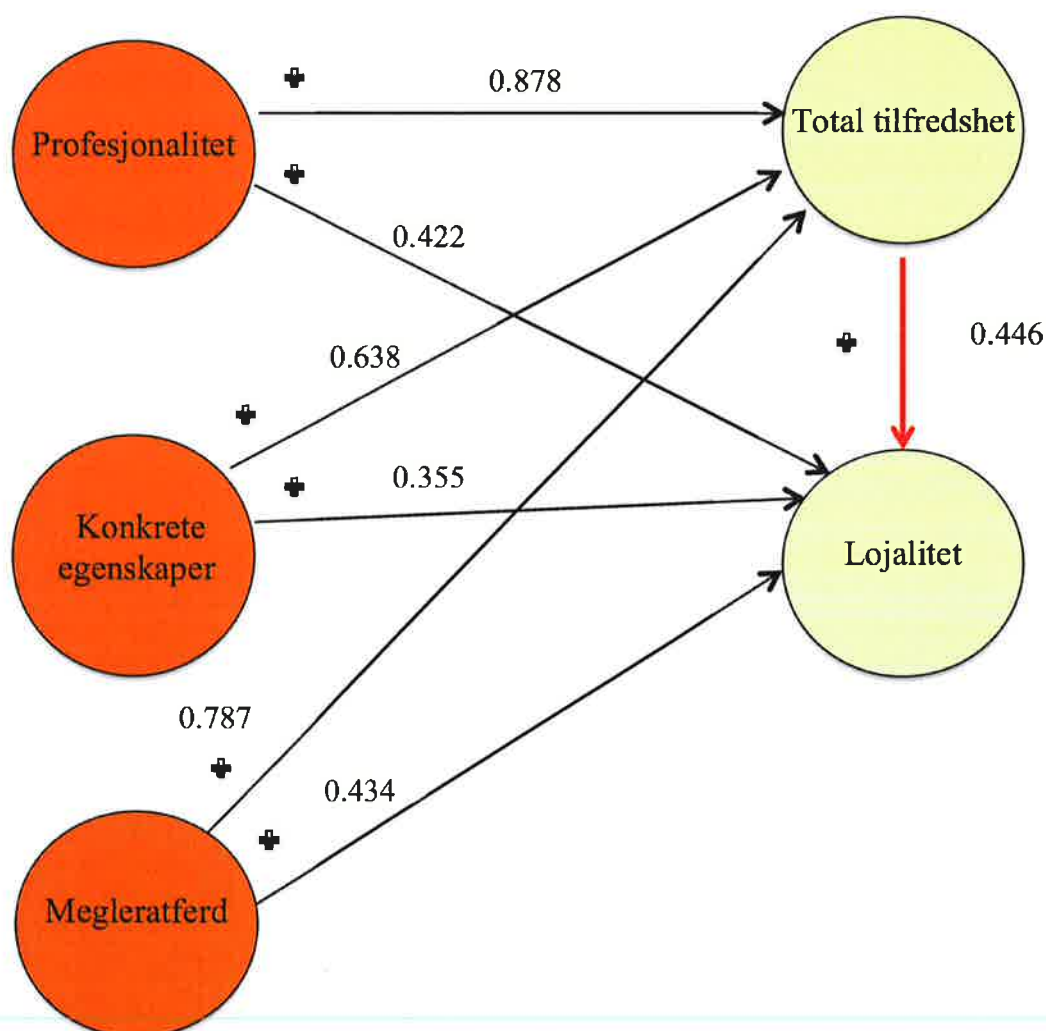 0.878
Profesjonalitet
Total tilfredshet
0.422
0.638
0.446
0.355
Konkrete
egenskaper
Lojalitet
0.787
0.434
Megleratferd